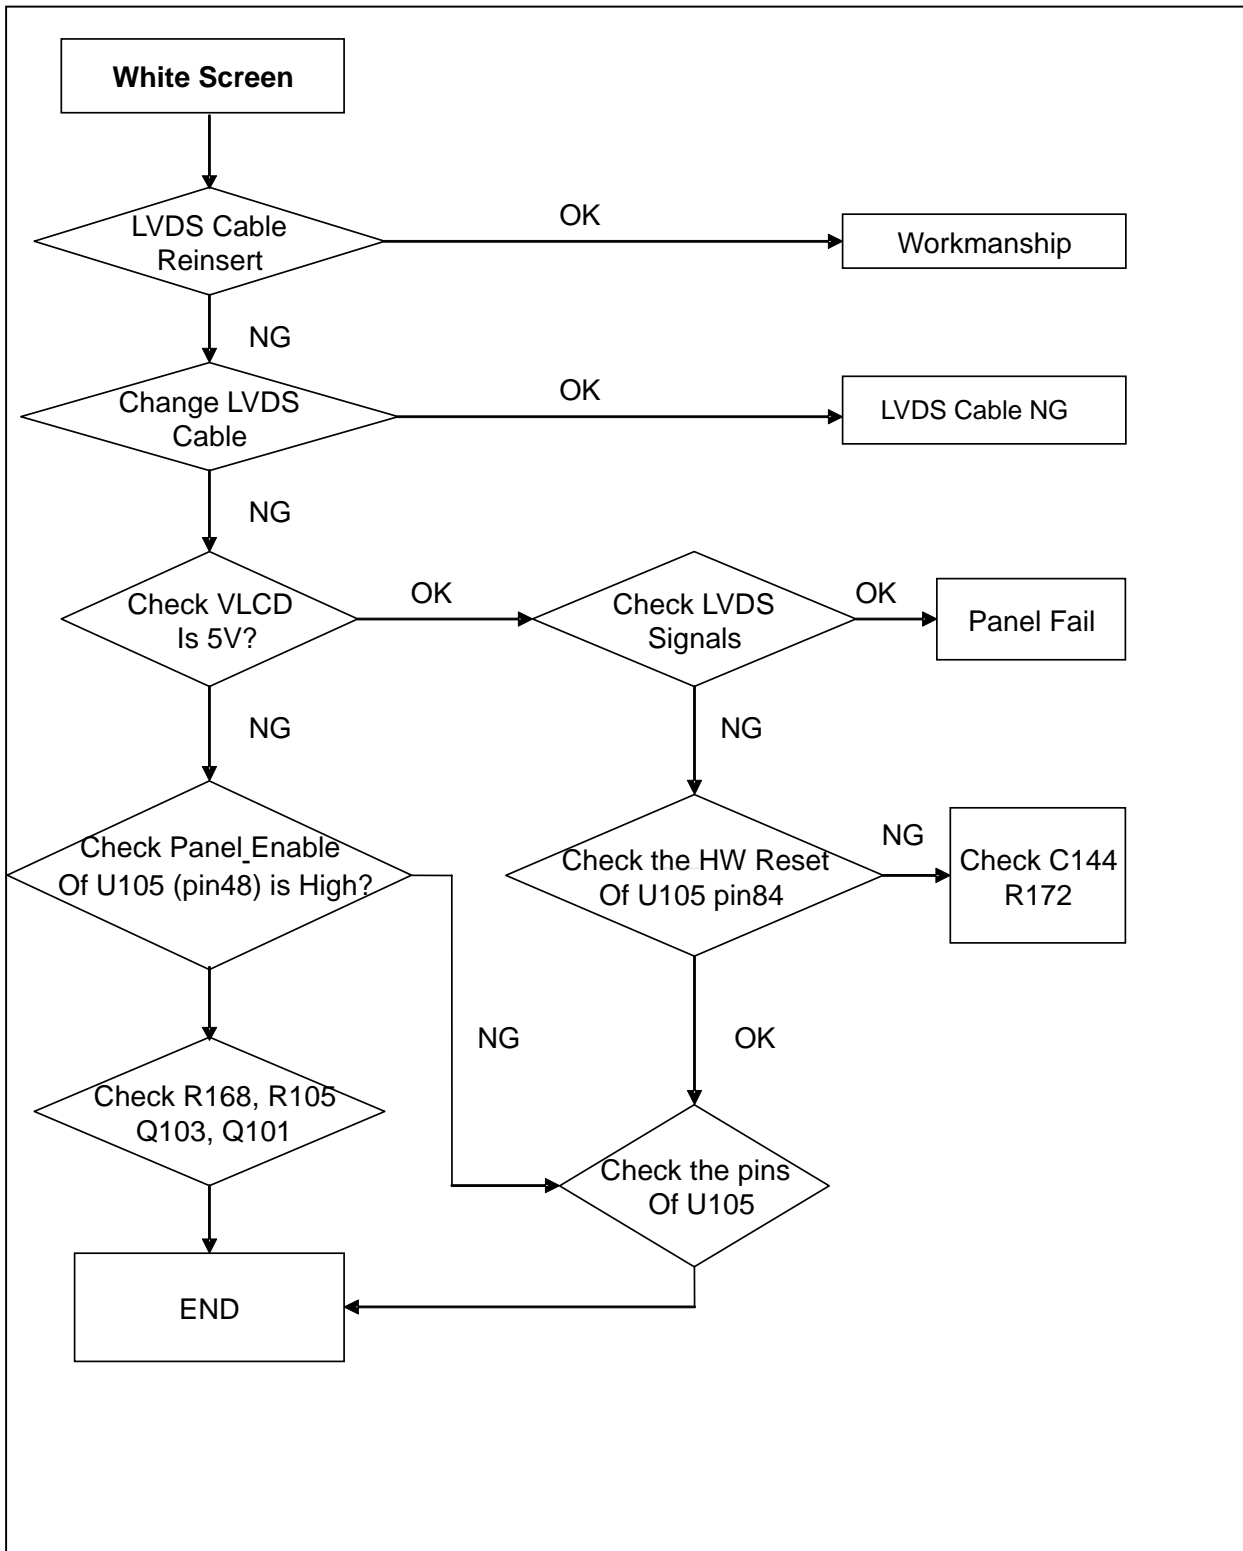 White Screen
LVDS Cable
Reinsert
OK
Workmanship
NG
Change LVDS
Cable
OK
LVDS Cable NG
NG
Check VLCD
Is 5V?
OK
Check LVDS
Signals
OK
Panel Fail
NG
NG
Check Panel_Enable
Of U105 (pin48) is High?
Check the HW Reset
Of U105 pin84
NG
Check C144
R172
NG
OK
Check R168, R105
Q103, Q101
Check the pins
Of U105
END